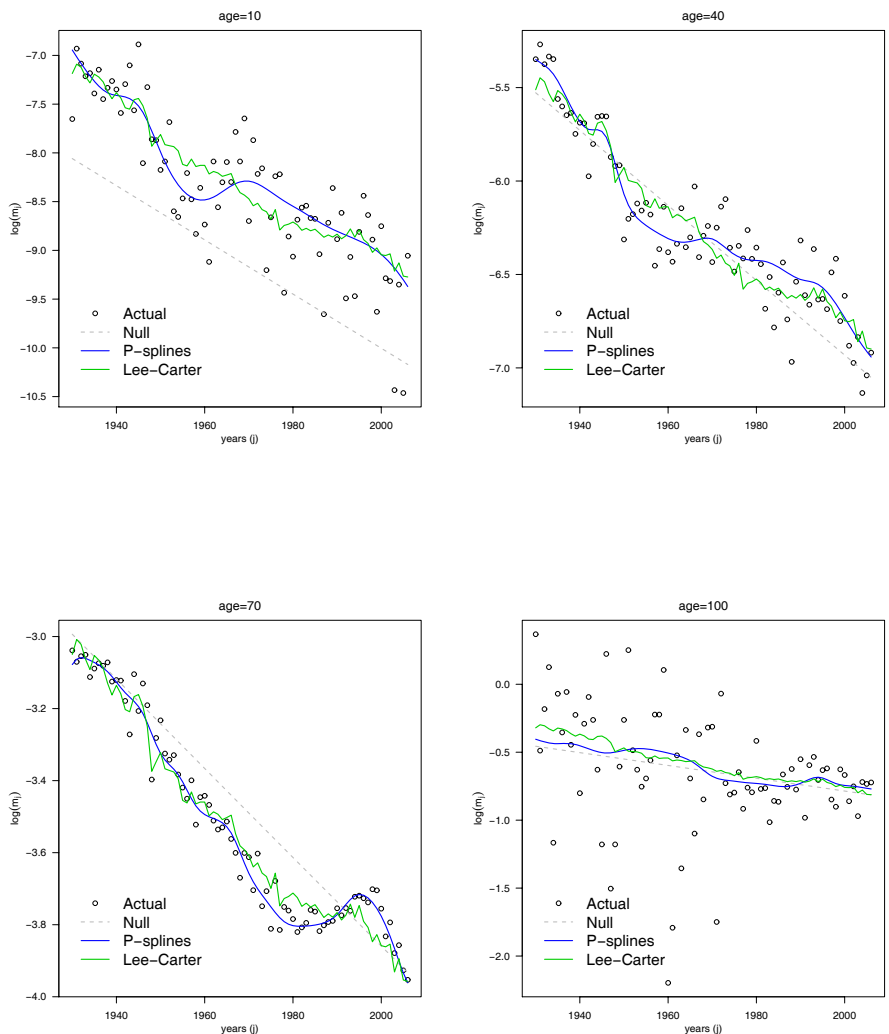 age=10
log(mj)
−7.0
−7.5
−8.0
−8.5
−9.0
−9.5
−10.0
−10.5
Actual
Null
P−splines
Lee−Carter
1940 1960 1980 2000
years (j)
age=40
log(mj)
−5.5
−6.0
−6.5
−7.0
Actual
Null
P−splines
Lee−Carter
1940 1960 1980 2000
years (j)
age=70
log(mj)
−3.0
−3.2
−3.4
−3.6
−3.8
−4.0
Actual
Null
P−splines
Lee−Carter
1940 1960 1980 2000
years (j)
age=100
log(mj)
0.0
−0.5
−1.0
−1.5
−2.0
Actual
Null
P−splines
Lee−Carter
1940 1960 1980 2000
years (j)